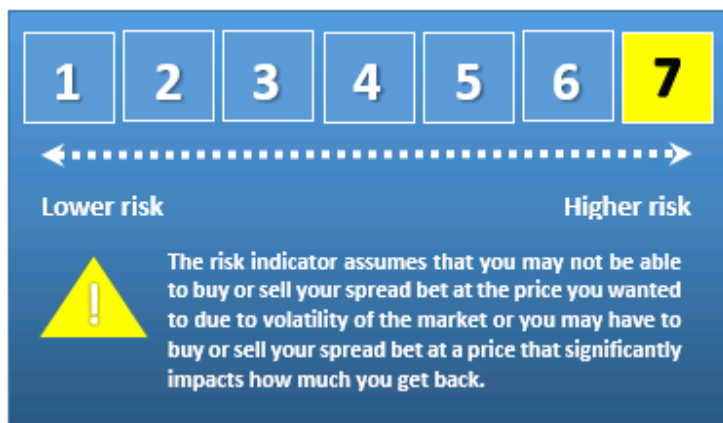 1 2 3 4 5 6 7
Lower risk Higher risk
!
The risk indicator assumes that you may not be able
to buy or sell your spread bet at the price you wanted
to due to volatility of the market or you may have to
buy or sell your spread bet at a price that significantly
impacts how much you get back.